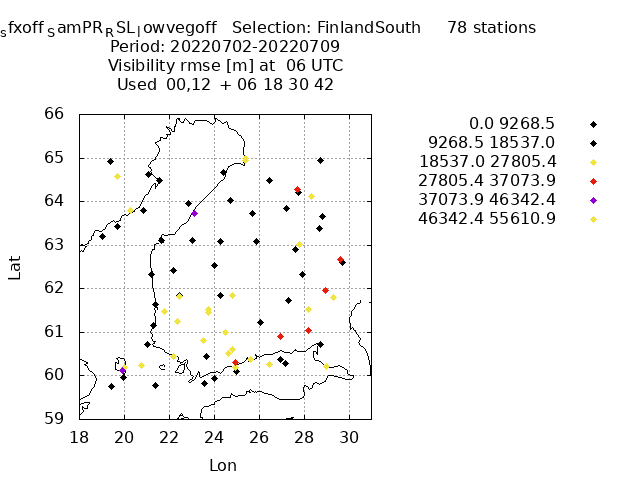 sfxoff SamPRRSLlowvegoff Selection: FinlandSouth 78 stations
Period: 20220702-20220709
Visibility rmse [m] at 06 UTC
Used 00,12 + 06 18 30 42
0.0 9268.5
9268.5 18537.0
18537.0 27805.4
27805.4 37073.9
37073.9 46342.4
46342.4 55610.9
66
65
64
63
62
61
60
59
Lat
18 20 22 24 26 28 30
Lon